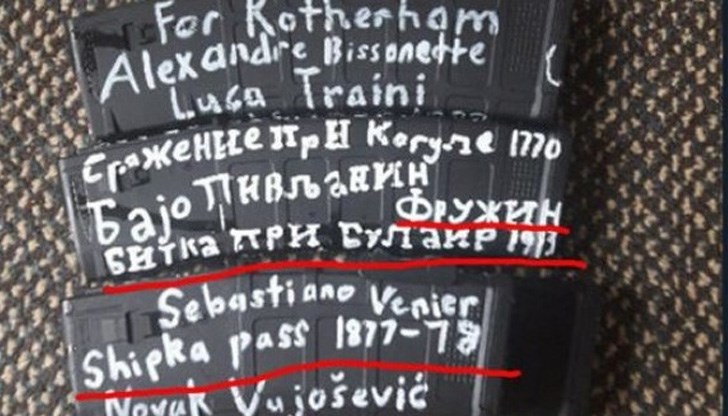 For Rotherham
Alexandre Bissonette
Luca Traini
Сражение при Кагуле 1770
Бајо Пивљанин
Фружин
Битка при Булаир 1913
Sebastiano Venier
Shipka pass 1877-78
Novak Vujošević